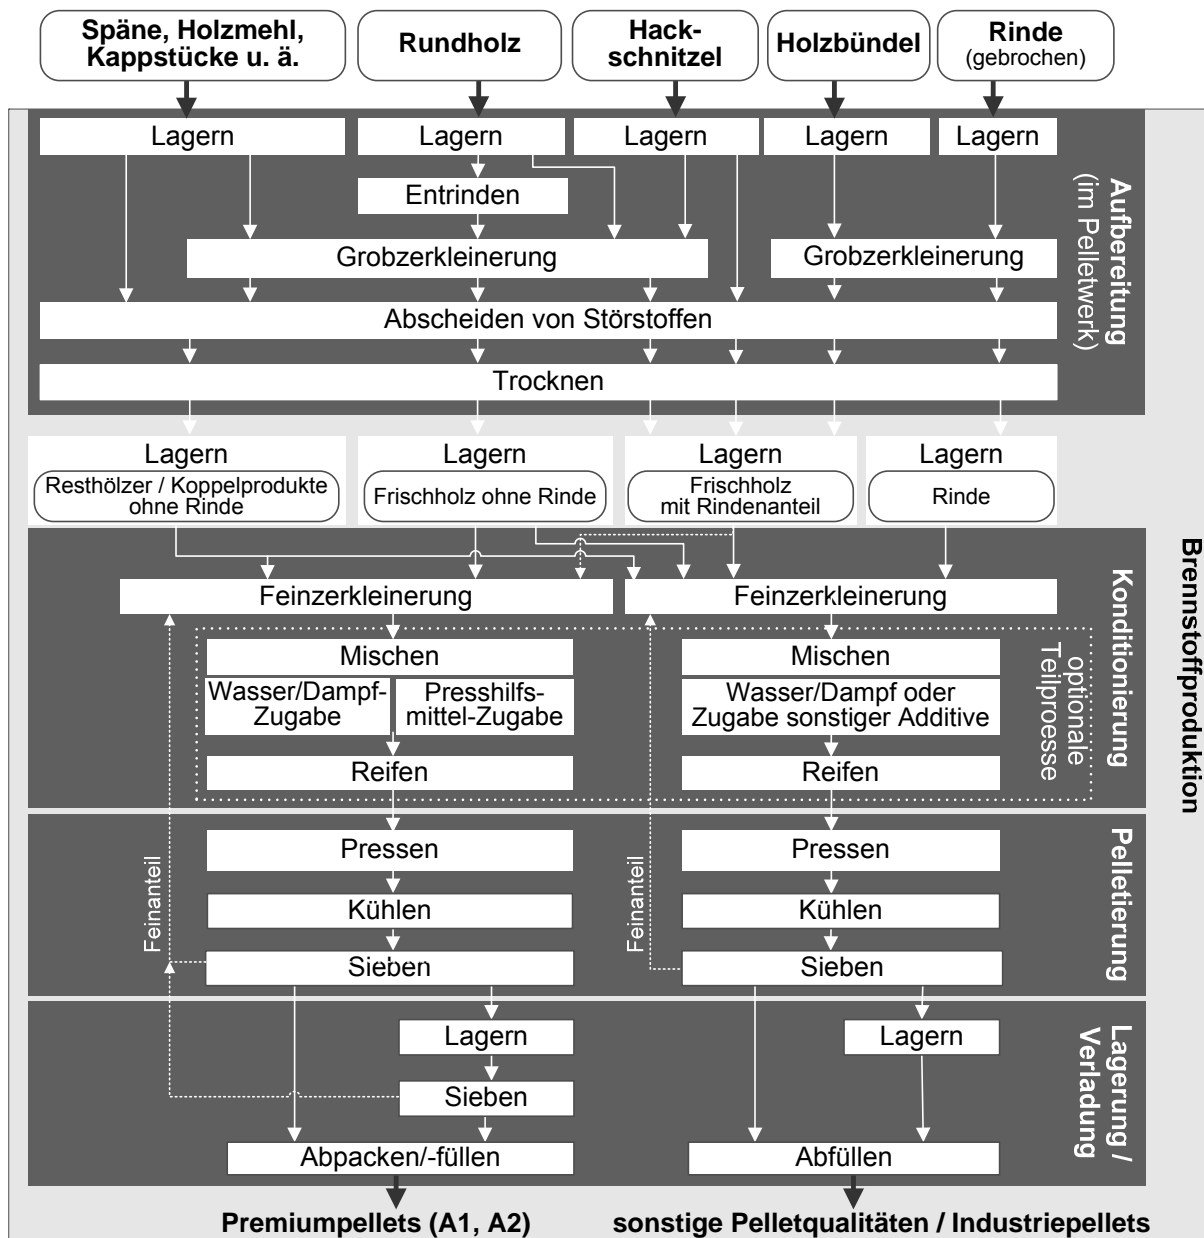 Späne, Holzmehl,
Kappstücke u. ä.
Rundholz
Hack-
schnitzel
Holzbündel
Rinde
(gebrochen)
Lagern
Lagern
Lagern
Lagern
Lagern
Entrinden
Grobzerkleinerung
Grobzerkleinerung
Abscheiden von Störstoffen
Trocknen
Aufbereitung
(im Pelletwerk)
Lagern
Resthölzer / Koppelprodukte
ohne Rinde
Lagern
Frischholz ohne Rinde
Lagern
Frischholz
mit Rindenanteil
Lagern
Rinde
Brennstoffproduktion
Feinzerkleinerung
Feinzerkleinerung
Mischen
Wasser/Dampf-
Zugabe
Presshilfs-
mittel-Zugabe
Reifen
Mischen
Wasser/Dampf oder
Zugabe sonstiger Additive
Reifen
optionale
Teilproesse
Konditionierung
Feinanteil
Pressen
Kühlen
Sieben
Feinanteil
Pressen
Kühlen
Sieben
Pelletierung
Lagern
Sieben
Abpacken/-füllen
Lagern
Abfüllen
Lagerung /
Verladung
Premiumpellets (A1, A2)
sonstige Pelletqualitäten / Industriepellets